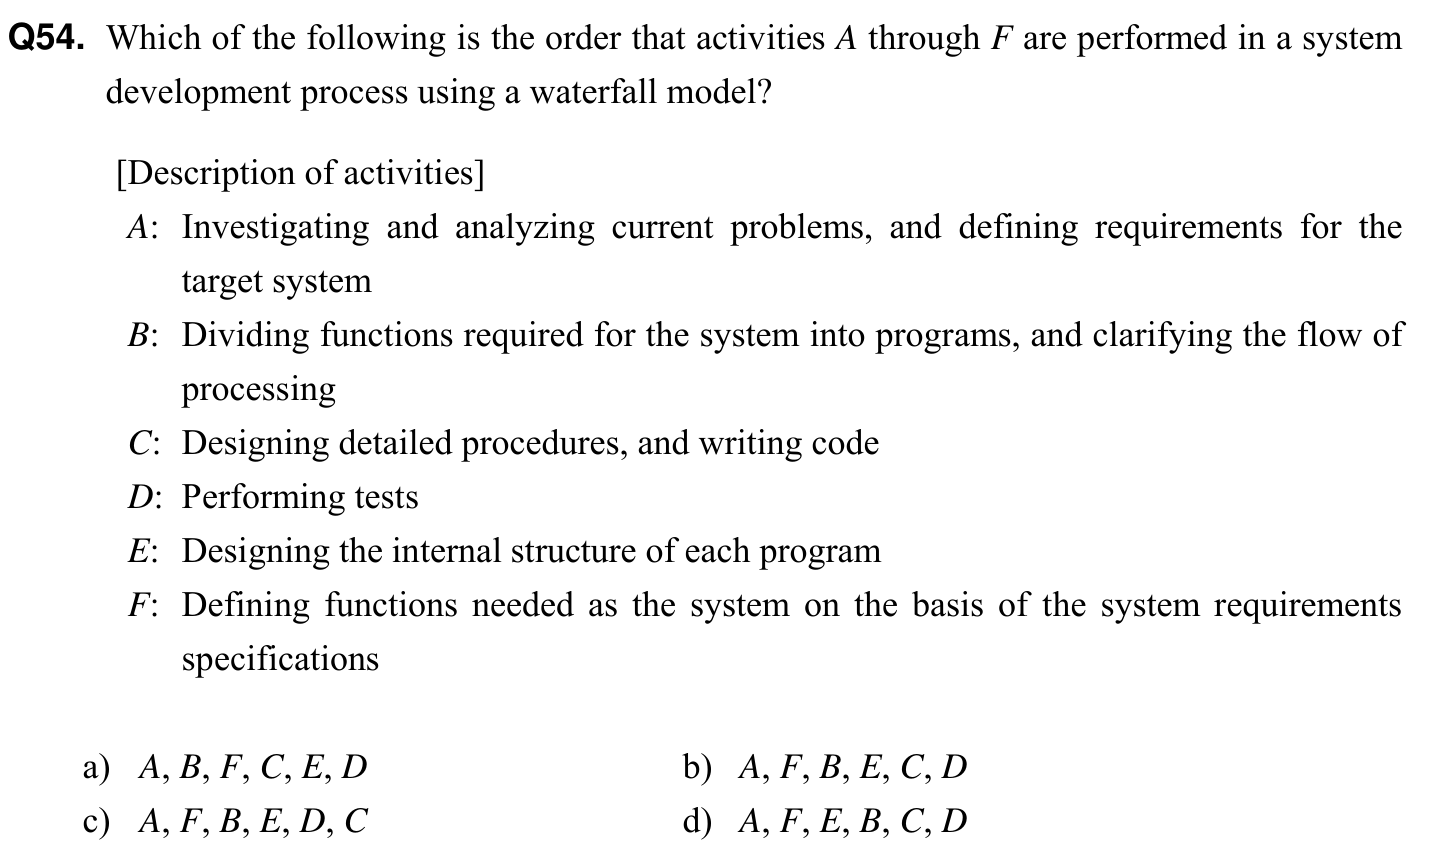 Q54. Which of the following is the order that activities A through F are performed in a system
development process using a waterfall model?
[Description of activities]
A: Investigating and analyzing current problems, and defining requirements for the
target system
B: Dividing functions required for the system into programs, and clarifying the flow of
processing
C: Designing detailed procedures, and writing code
D: Performing tests
E: Designing the internal structure of each program
F: Defining functions needed as the system on the basis of the system requirements
specifications
a) A, B, F, C, E, D b) A, F, B, E, C, D
c) A, F, B, E, D, C d) A, F, E, B, C, D